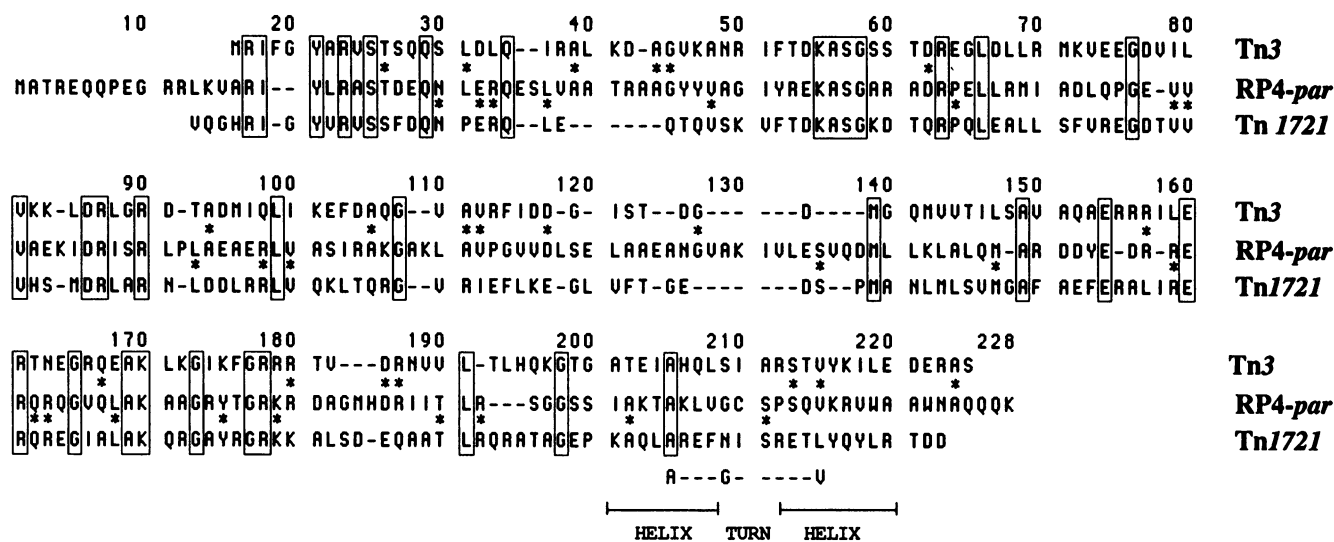 10 20 30 40 50 60 70 80
MRIFG YARVSTSQQS LDLQ--IRAL KD-AGVKANR IFTDKASGSS TDREGLDLLR MKVEEGDVIL Tn3
* * * * * *
MATREQQPEG RRLKVARI-- YLRASTDEQN LERQESLVAA TRAAGYYVAG IYREKASGAR ADRPELLRMI ADLQPGE-VV RP4-par
* * * * * * * *
VQGHRI-G YVRVSSFDQN PERQ-LE--- ----QTQVSK VFTDKASGKD TQRPQLEALL SFVREGDTVV Tn 1721
90 100 110 120 130 140 150 160
VKK-LDRLGR D-TADMIQLI KEFDAQG--V AVRFIDD-G- IST--DG--- ----D---MG QMVVTILSAV AQAERRRILE Tn3
* * * * * * *
VAEKIDRISR LPLAEAERLV ASIRAKGAKL AVPGVVDLSE LAAERNGVAK IVLESVQDML LKLALQM-AR DDYED-R-RE RP4-par
* * * * * *
VHS-MDRLAR N-LDDLRRLV QKLTQRG--V RIEFLKE-GL VFT-GE---- ----DS-PMA NLMLSVMGAF AEFERALIRE Tn1721
170 180 190 200 210 220 228
RTNEGRQEAK LKGIKFGRRR TV---DRNVV L-TLHQKGTG ATEIAHQLSI ARSTVYKILE DERAS Tn3
* * * * * * *
RQRQGVQLAK AAGRYTGRKR DAGMHDRIIT LR---SGGSS IAKTAKLVGC SPSQVKRVWA AWNAQQQK RP4-par
* * * * * * * * *
RQREGIALAK QRGAYRGRKK ALSD-EQAAT LRQRATAGEP KAQLAREFNI SRETLYQYLR TDD Tn1721
A---G- ----V
HELIX TURN HELIX